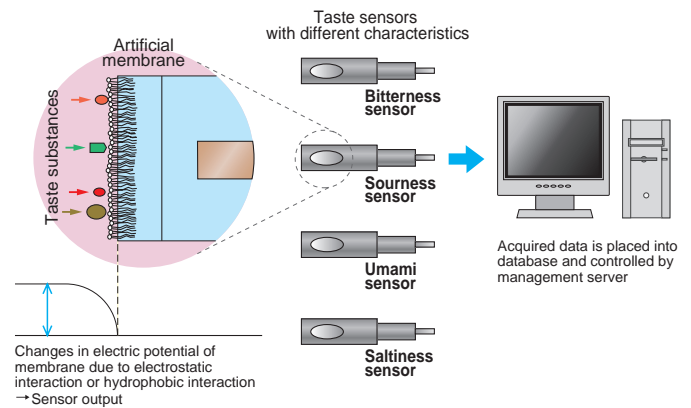 Taste sensors
with different characteristics
Artificial
membrane
Taste substances
Bitterness
sensor
Sourness
sensor
Umami
sensor
Saltiness
sensor
Acquired data is placed into
database and controlled by
management server
Changes in electric potential of
membrane due to electrostatic
interaction or hydrophobic interaction
→Sensor output